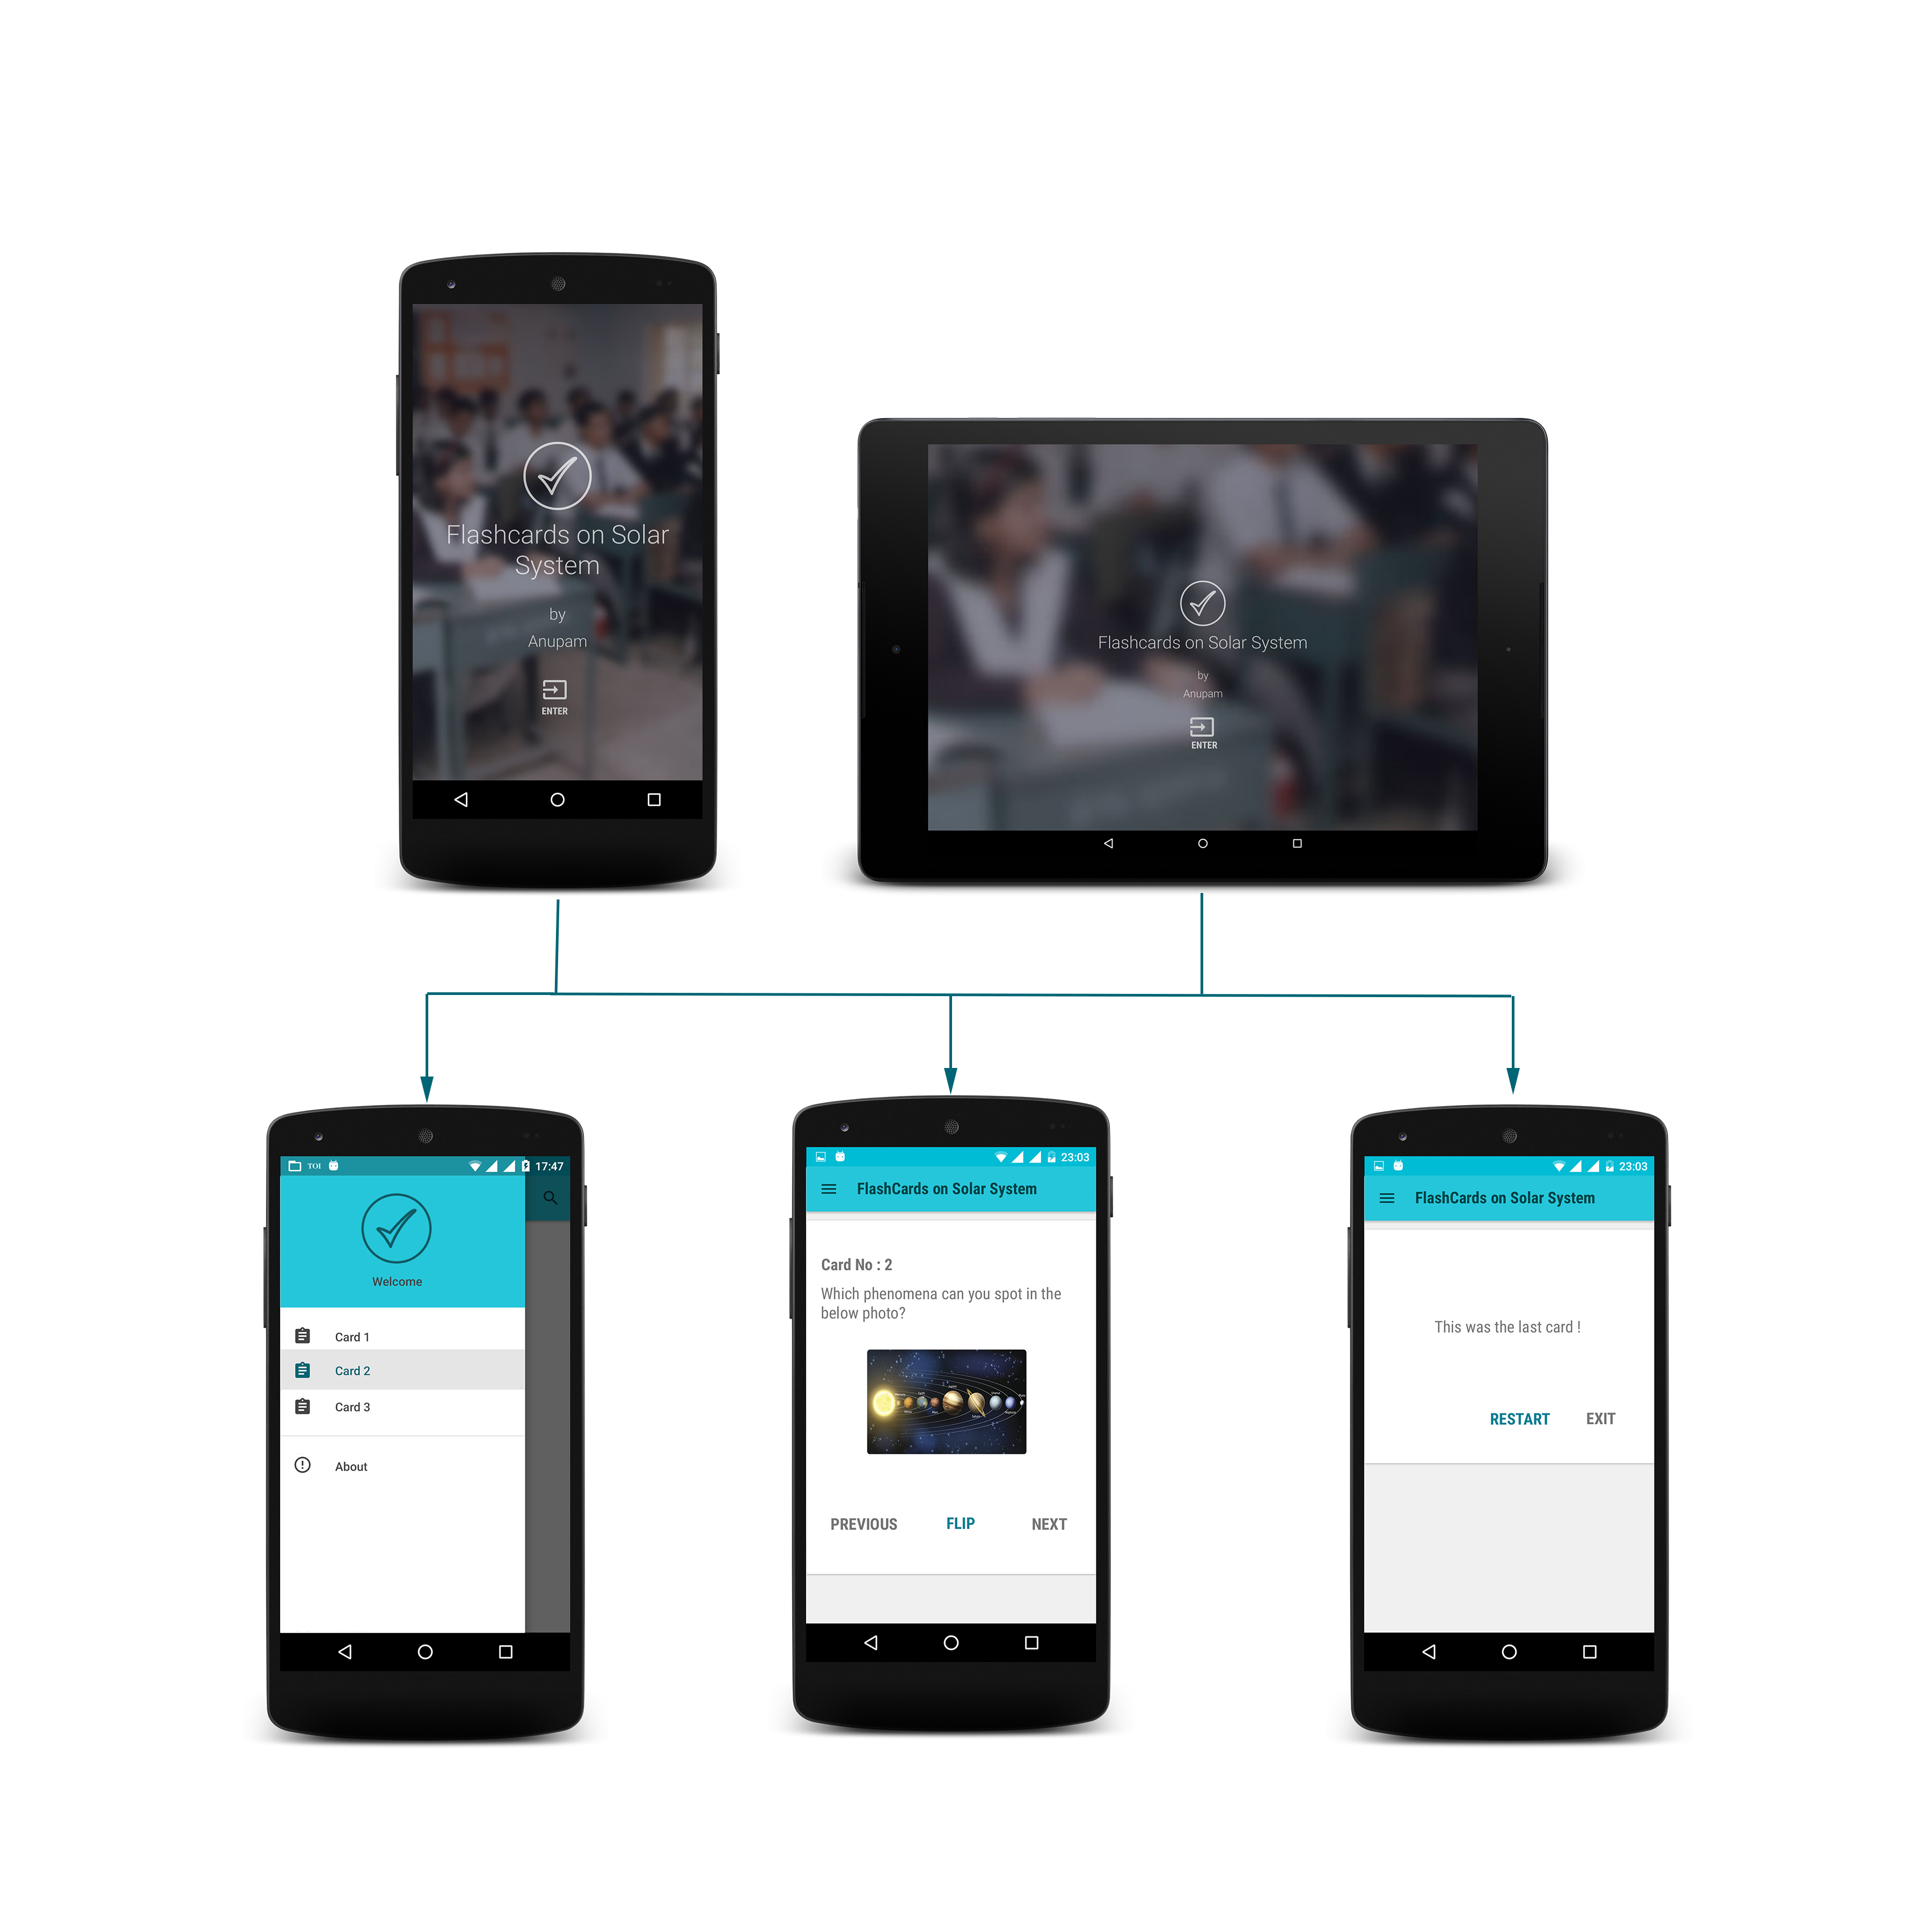 Flashcards on Solar
System
by
Anupam
ENTER
Flashcards on Solar System
by
Anupam
ENTER
TOI 17:47
Welcome
Card 1
Card 2
Card 3
About
23:03
FlashCards on Solar System
Card No : 2
Which phenomena can you spot in the
below photo?
PREVIOUS FLIP NEXT
23:03
FlashCards on Solar System
This was the last card !
RESTART EXIT